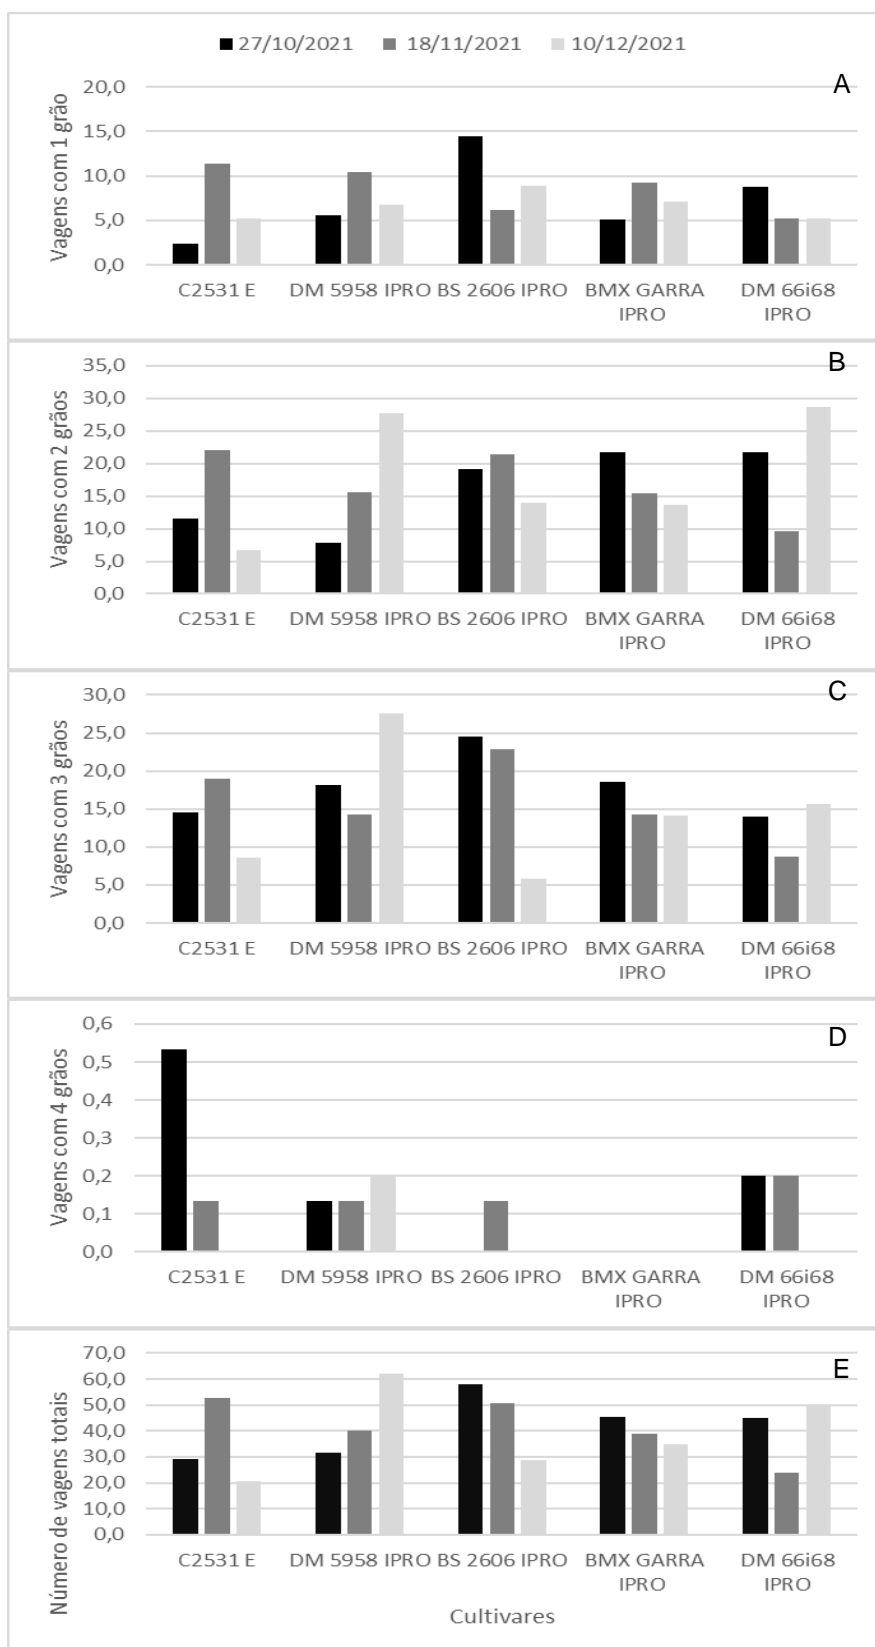 27/10/2021 18/11/2021 10/12/2021
A
Vagens com 1 grão
20,0
15,0
10,0
5,0
0,0
C2531 E DM 5958 IPRO BS 2606 IPRO BMX GARRA IPRO DM 66i68 IPRO
B
Vagens com 2 grãos
35,0
30,0
25,0
20,0
15,0
10,0
5,0
0,0
C2531 E DM 5958 IPRO BS 2606 IPRO BMX GARRA IPRO DM 66i68 IPRO
C
Vagens com 3 grãos
30,0
25,0
20,0
15,0
10,0
5,0
0,0
C2531 E DM 5958 IPRO BS 2606 IPRO BMX GARRA IPRO DM 66i68 IPRO
D
Vagens com 4 grãos
0,6
0,5
0,4
0,3
0,2
0,1
0,0
C2531 E DM 5958 IPRO BS 2606 IPRO BMX GARRA IPRO DM 66i68 IPRO
E
Número de vagens totais
70,0
60,0
50,0
40,0
30,0
20,0
10,0
0,0
C2531 E DM 5958 IPRO BS 2606 IPRO BMX GARRA IPRO DM 66i68 IPRO
Cultivares